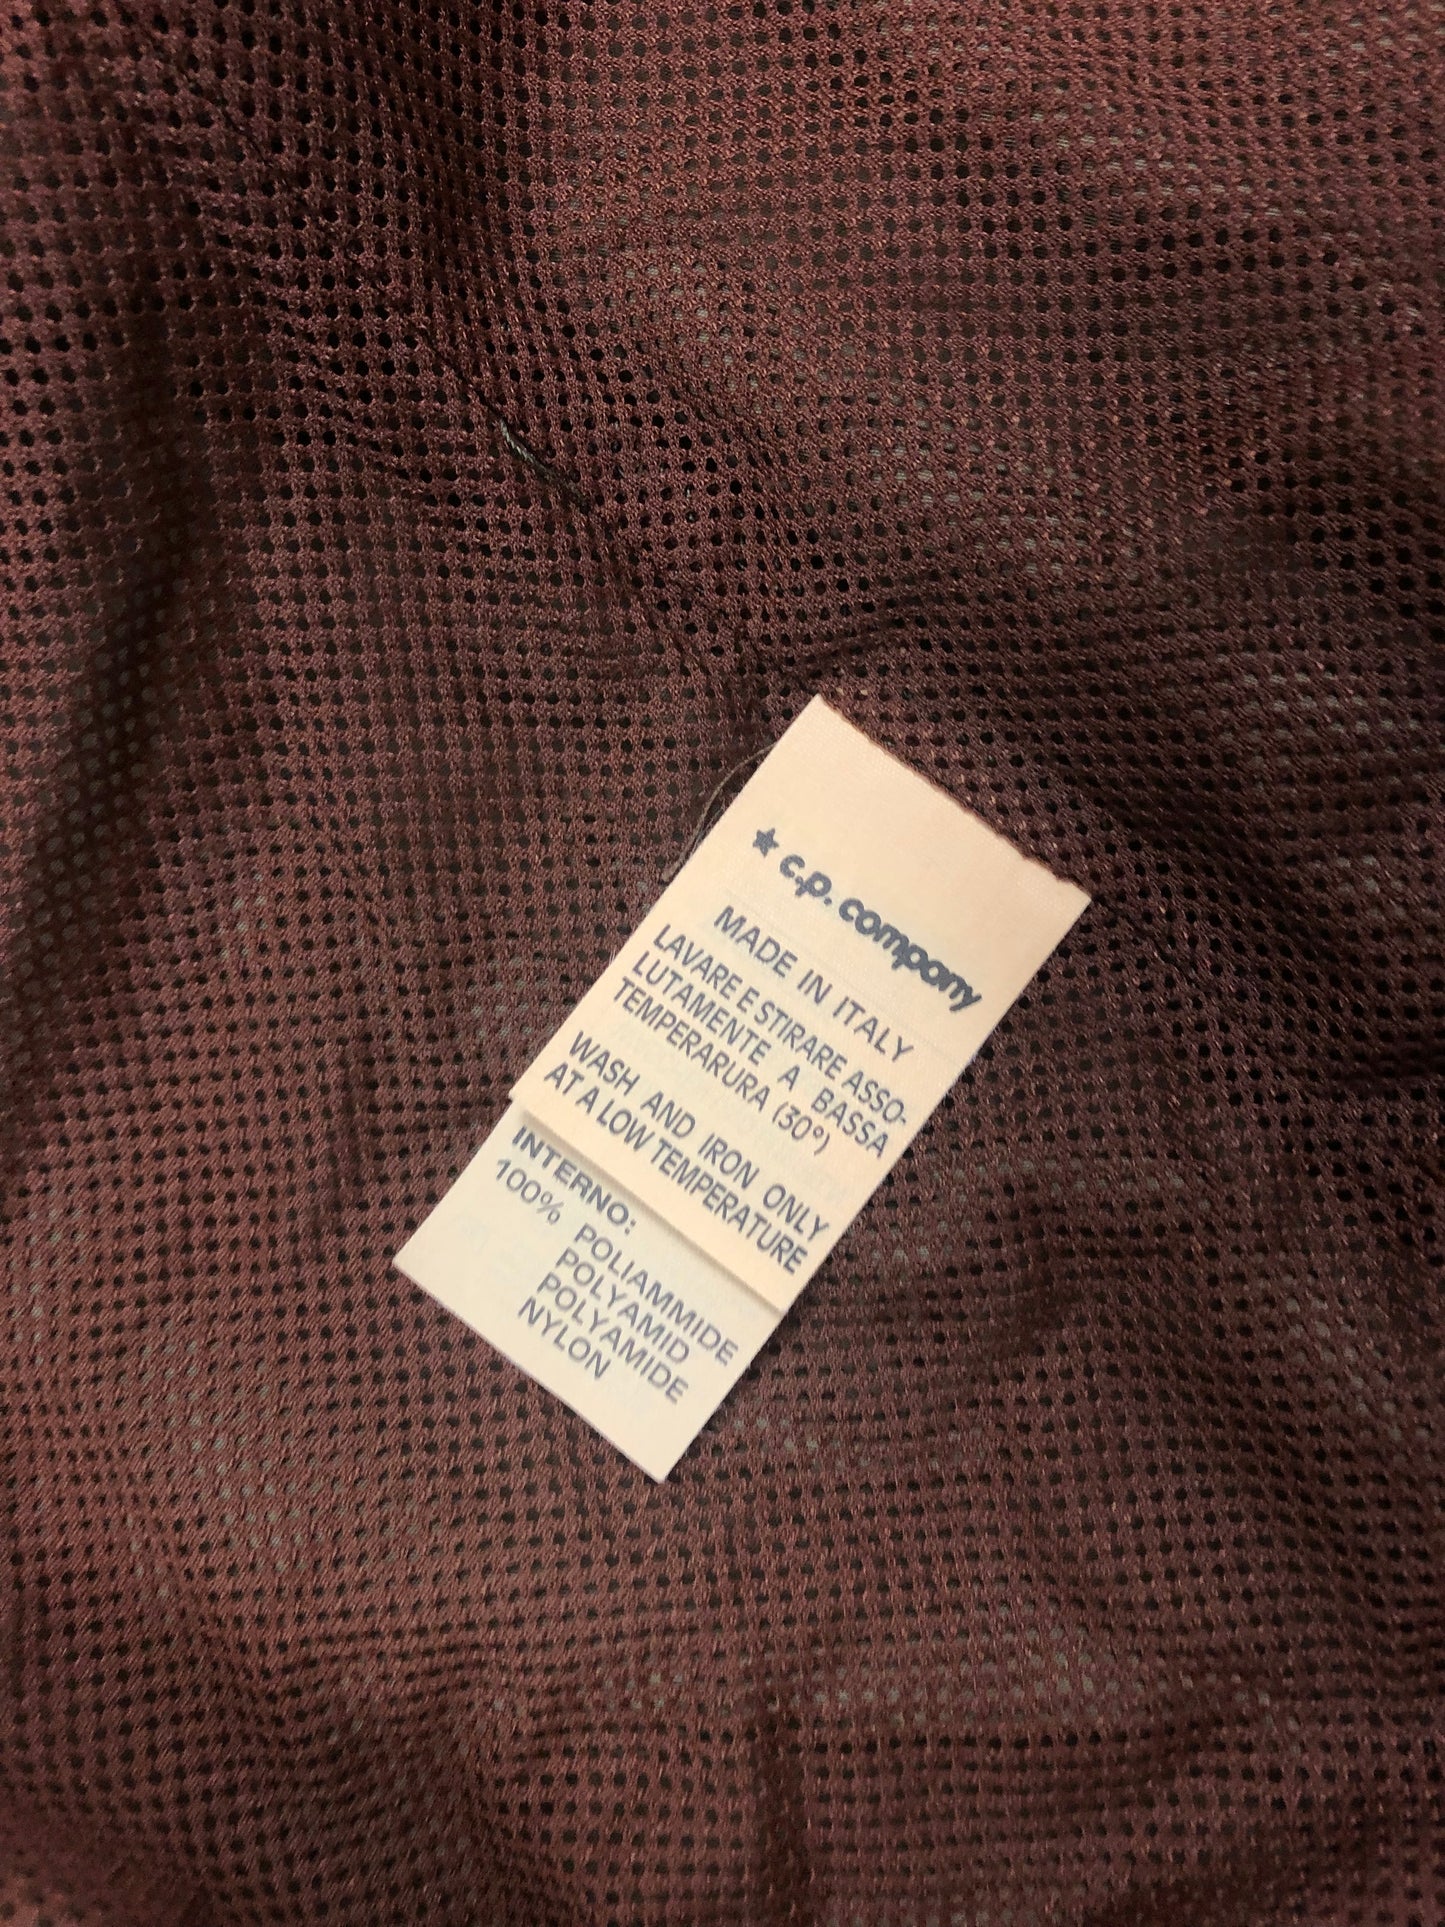 ★ c.p. company
MADE IN ITALY
LAVARE E STIRARE ASSO-
LUTAMENTE A BASSA
TEMPERARURA (30°)
WASH AND IRON ONLY
AT A LOW TEMPERATURE
INTERNO:
100% POLIAMMIDE
POLYAMID
POLYAMIDE
NYLON